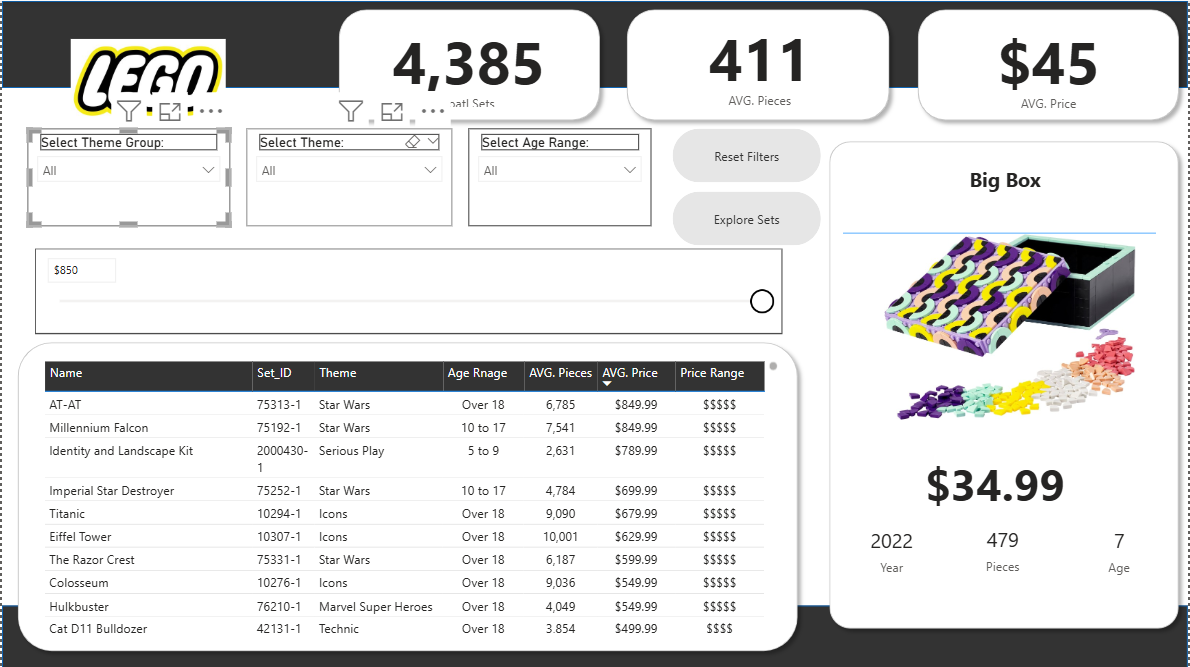 LEGO
4,385
411
AVG. Pieces
$45
AVG. Price
Sets
Select Theme Group:
All
Select Theme:
All
Select Age Range:
All
Reset Filters
Explore Sets
$850
Name Set_ID Theme Age Rnage AVG. Pieces AVG. Price Price Range
AT-AT 75313-1 Star Wars Over 18 6,785 $849.99 $$$$$
Millennium Falcon 75192-1 Star Wars 10 to 17 7,541 $849.99 $$$$$
Identity and Landscape Kit 2000430- Serious Play 5 to 9 2,631 $789.99 $$$$$
1
Imperial Star Destroyer 75252-1 Star Wars 10 to 17 4,784 $699.99 $$$$$
Titanic 10294-1 Icons Over 18 9,090 $679.99 $$$$$
Eiffel Tower 10307-1 Icons Over 18 10,001 $629.99 $$$$$
The Razor Crest 75331-1 Star Wars Over 18 6,187 $599.99 $$$$$
Colosseum 10276-1 Icons Over 18 9,036 $549.99 $$$$$
Hulkbuster 76210-1 Marvel Super Heroes Over 18 4,049 $549.99 $$$$$
Cat D11 Bulldozer 42131-1 Technic Over 18 3.854 $499.99 $$$$
Big Box
$34.99
2022
Year
479
Pieces
7
Age